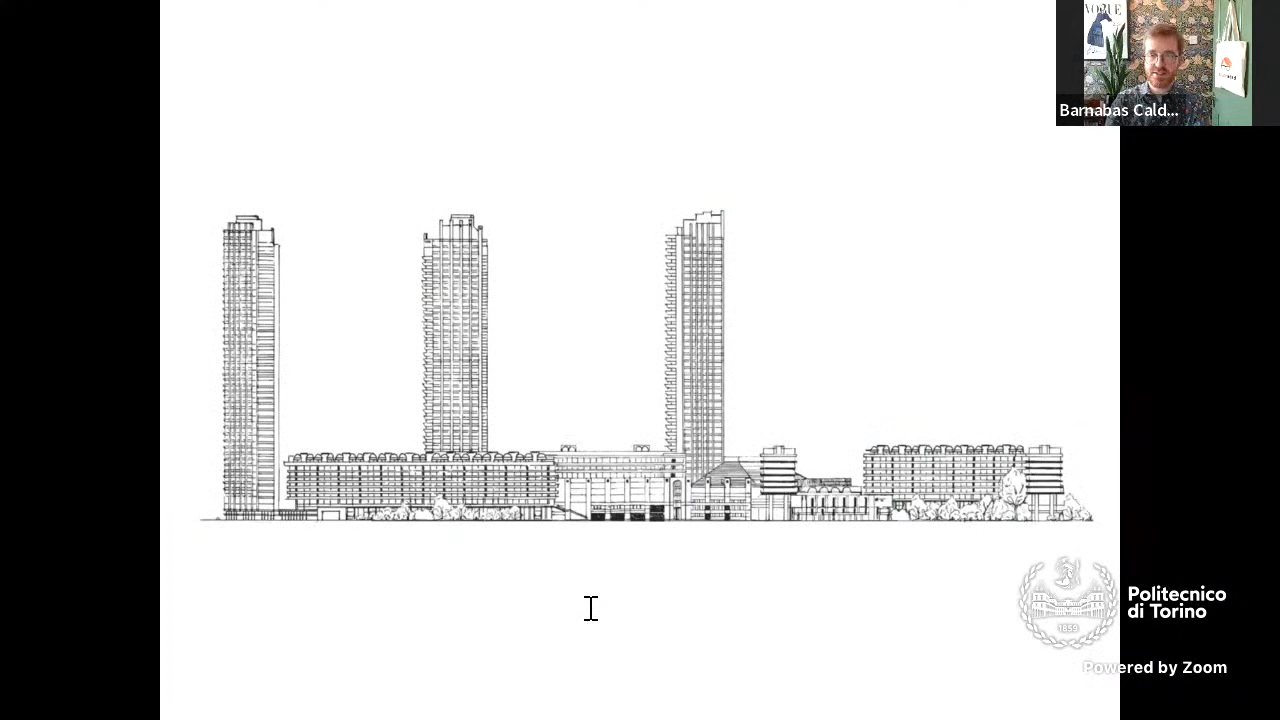 VOGUE
Barnabas Cald...
1859
Politecnico
di Torino
Powered by Zoom